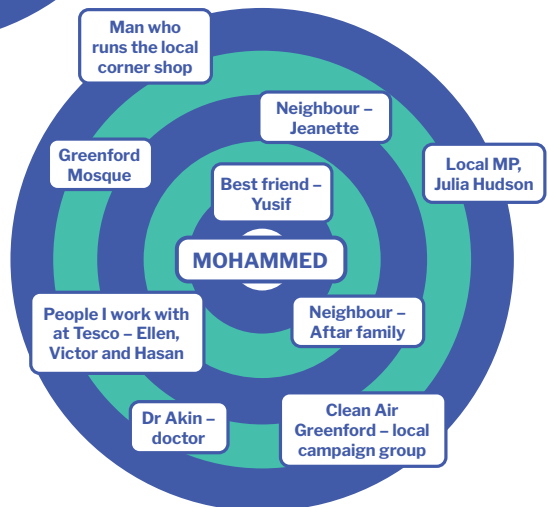 Man who
runs the local
corner shop
Neighbour –
Jeanette
Greenford
Mosque
Local MP,
Julia Hudson
Best friend –
Yusif
MOHAMMED
People I work with
at Tesco – Ellen,
Victor and Hasan
Neighbour –
Aftar family
Dr Akin –
doctor
Clean Air
Greenford – local
campaign group